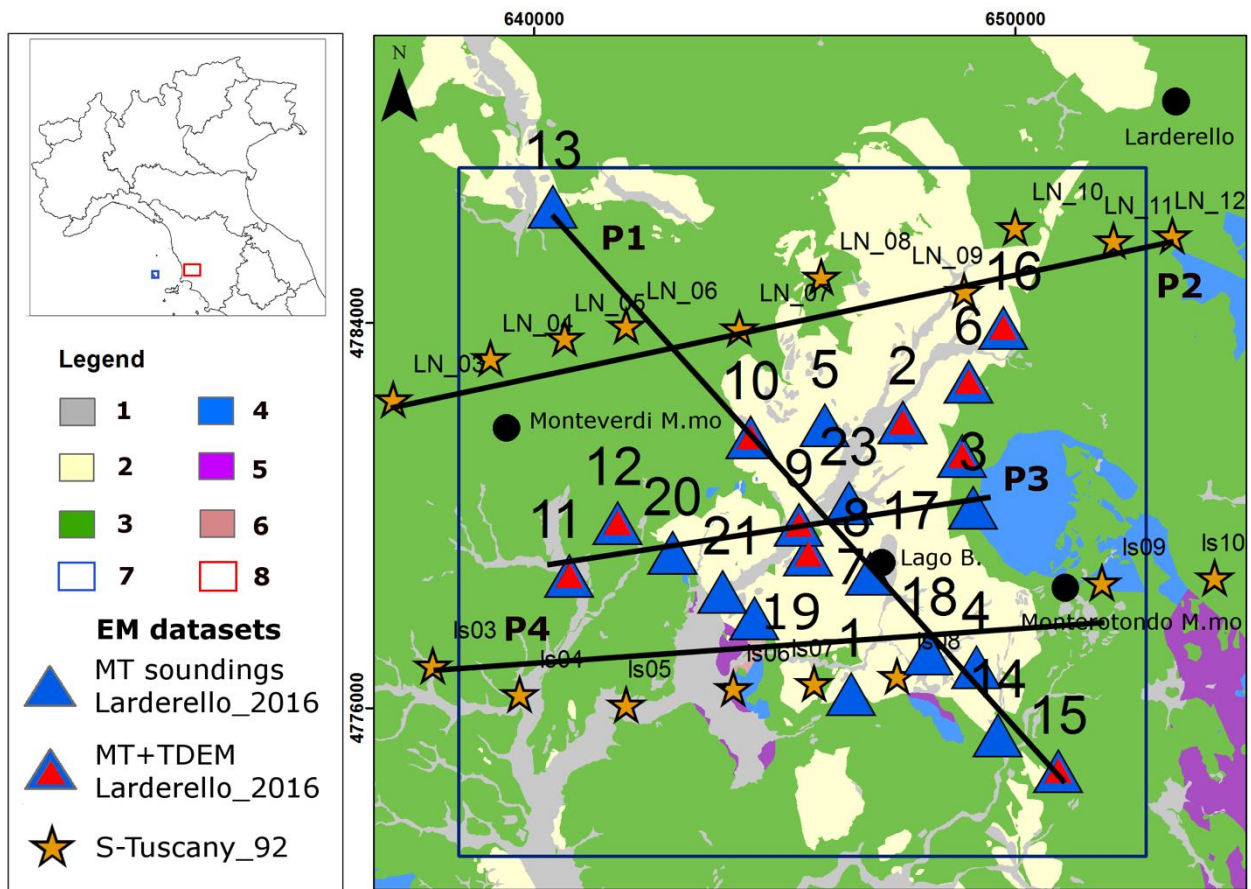 640000
650000
N
4784000
4776000
Legend
1
4
2
5
3
6
7
8
EM datasets
MT soundings
Larderello_2016
MT+TDEM
Larderello_2016
S-Tuscany_92
Larderello
13
P1
LN_10
LN_11
LN_12
LN_08
LN_09
16
P2
LN_04
LN_05
LN_06
LN_07
6
LN_03
10
5
2
Monteverdi M.mo
23
3
12
9
P3
11
20
8
17
21
7
Lago B.
Is09
Is10
18
19
4
Monterotondo M.mo
Is03
P4
1
Is04
Is05
Is06
Is07
Is08
14
15